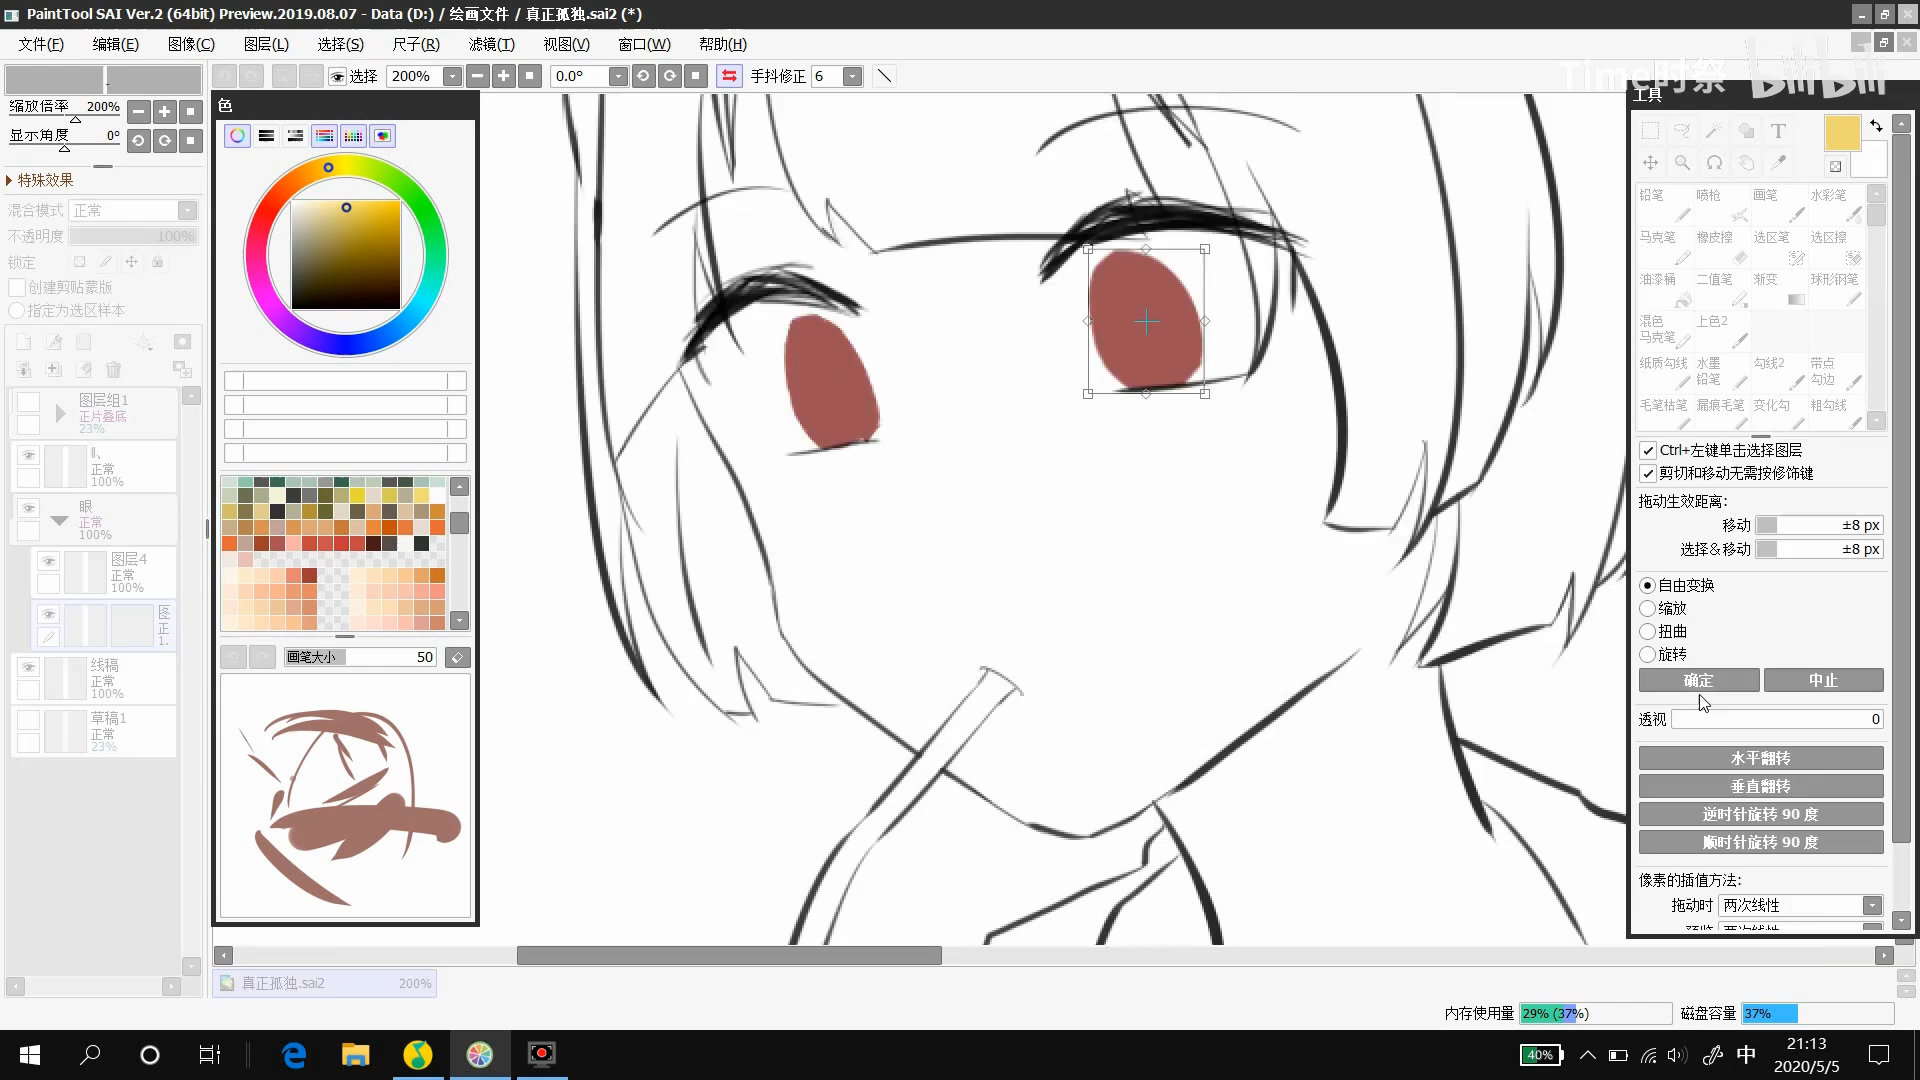 PaintTool SAI Ver.2 (64bit) Preview.2019.08.07 - Data (D:) / 绘画文件 / 真正孤独.sai2 (*)
文件(F) 编辑(E) 图像(C) 图层(L) 选择(S) 尺子(R) 滤镜(T) 视图(V) 窗口(W) 帮助(H)
选择 200% 0.0° 手抖修正 6
Time时祭 bilibili
缩放倍率 200%
显示角度 0°
特殊效果
混合模式 正常
不透明度 100%
锁定
创建剪贴蒙版
指定为选区样本
图层组1
正片叠底
23%
正常
100%
眼
正常
100%
图层4
正常
100%
图
正
1.
线稿
正常
100%
草稿1
正常
23%
色
画笔大小 50
工具
T
铅笔 喷枪 画笔 水彩笔
马克笔 橡皮擦 选区笔 选区擦
油漆桶 二值笔 渐变 球形钢笔
混色 上色2
马克笔
纸质勾线 水墨 勾线2 带点
铅笔 勾边
毛笔枯笔 漏痕毛笔 变化勾 粗勾线
Ctrl+左键单击选择图层
剪切和移动无需按修饰键
拖动生效距离:
移动 ±8 px
选择&移动 ±8 px
自由变换
缩放
扭曲
旋转
确定 中止
透视 0
水平翻转
垂直翻转
逆时针旋转 90 度
顺时针旋转 90 度
像素的插值方法:
拖动时 两次线性
真正孤独.sai2 200%
内存使用量 29% (37%) 磁盘容量 37%
40% 中 21:13
2020/5/5